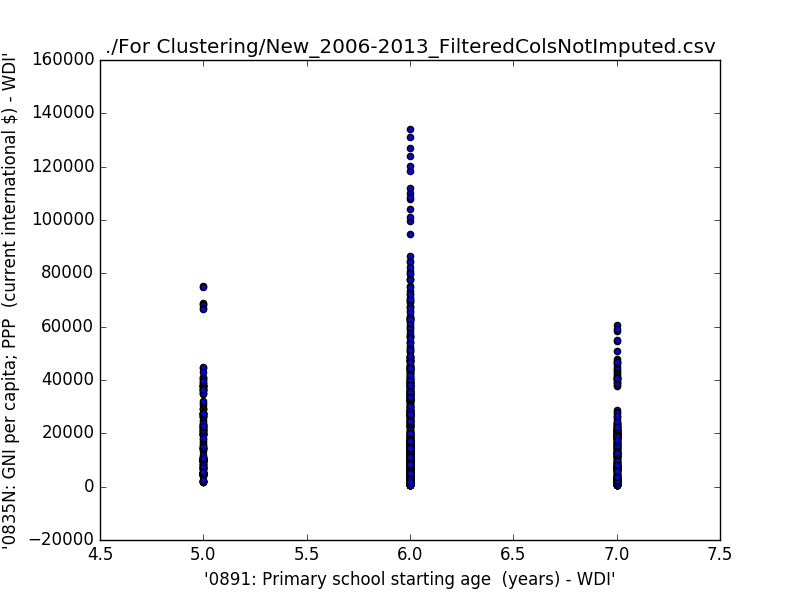 ./For Clustering/New_2006-2013_FilteredColsNotImputed.csv
160000
140000
120000
100000
80000
60000
40000
20000
0
−20000
'0835N: GNI per capita; PPP  (current international $) - WDI'
4.5 5.0 5.5 6.0 6.5 7.0 7.5
'0891: Primary school starting age  (years) - WDI'